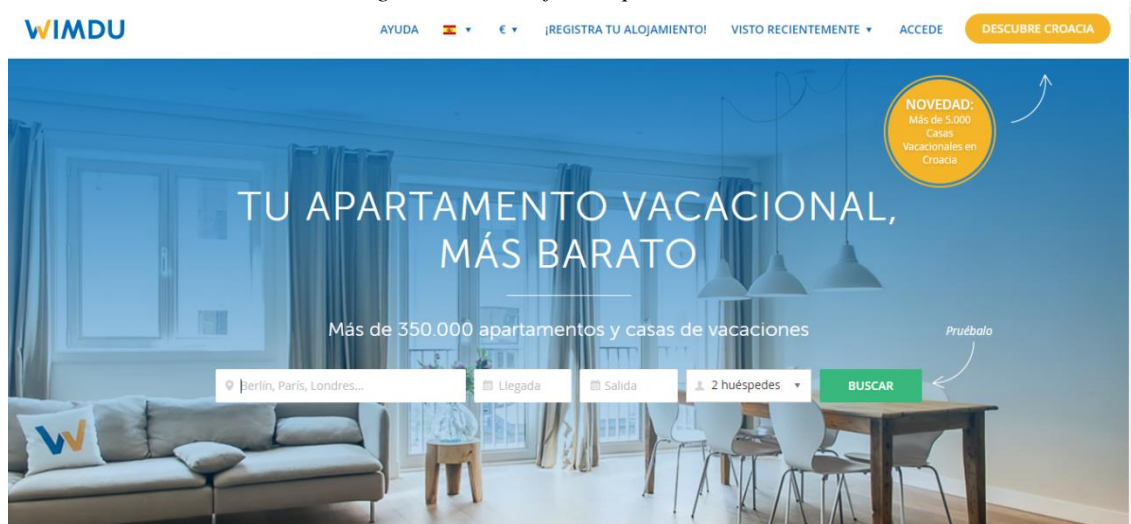 WIMDU
AYUDA € ¡REGISTRA TU ALOJAMIENTO! VISTO RECIENTEMENTE ACCEDE DESCUBRE CROACIA
NOVEDAD:
Más de 5.000
Casas
Vacacionales en
Croacia
TU APARTAMENTO VACACIONAL,
MÁS BARATO
Más de 350.000 apartamentos y casas de vacaciones
Pruébalo
Berlín, París, Londres... Llegada Salida 2 huéspedes BUSCAR
W